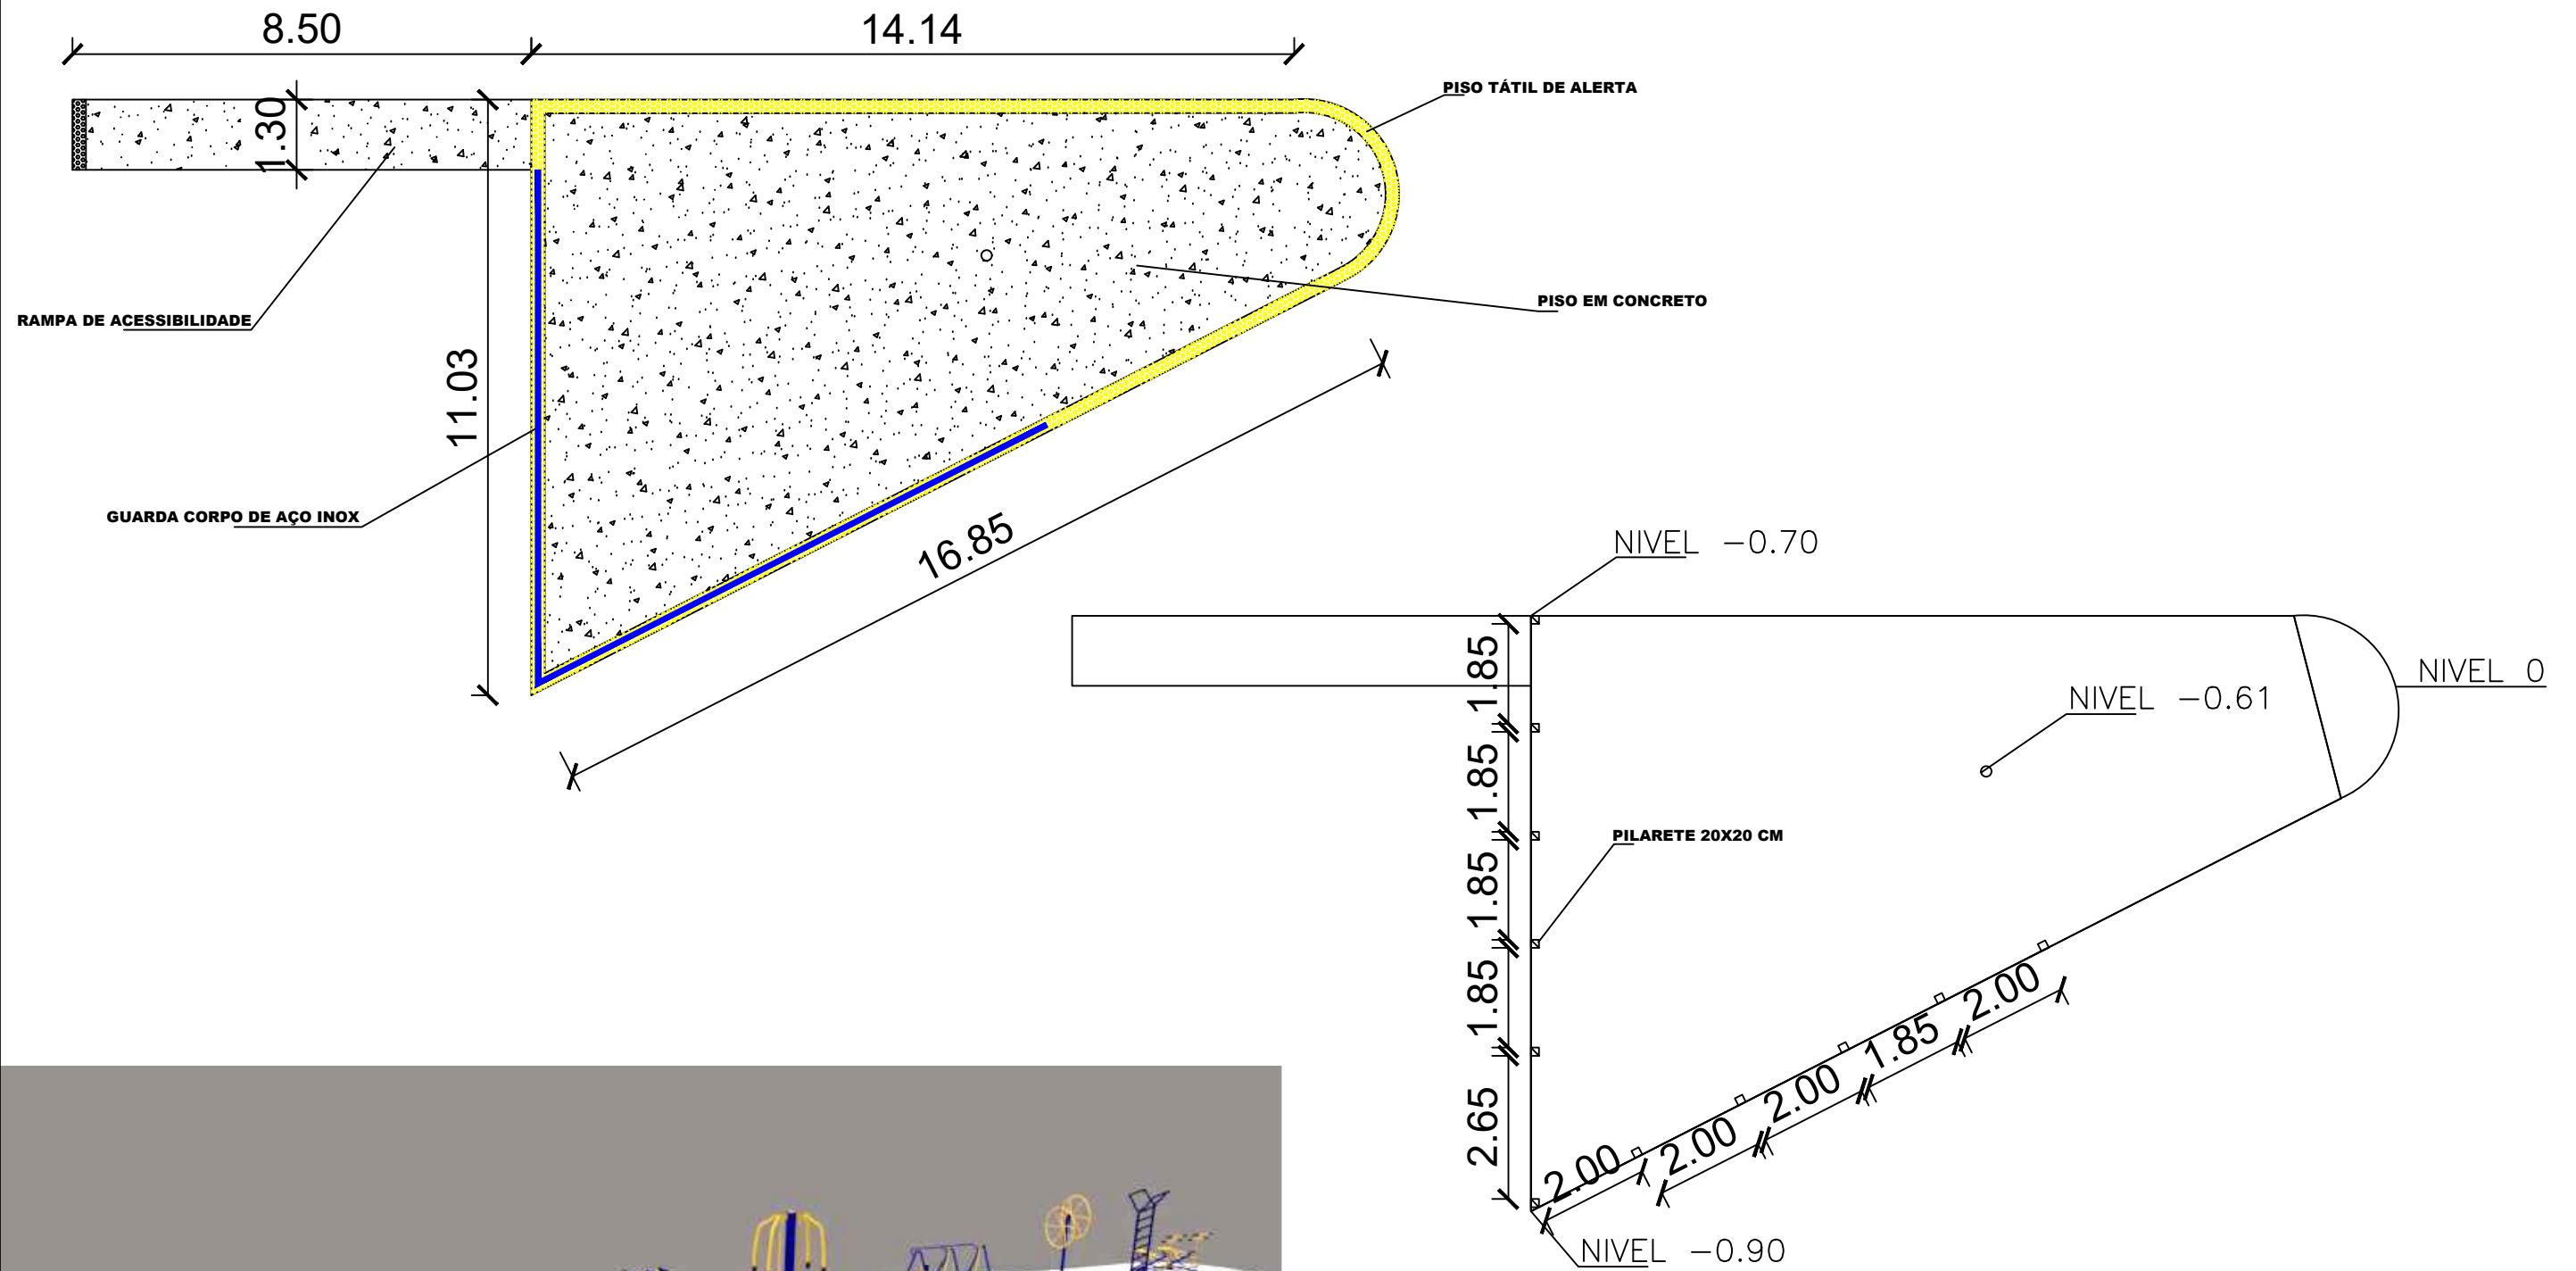 8.50
14.14
PISO TÁTIL DE ALERTA
1.30
RAMPA DE ACESSIBILIDADE
PISO EM CONCRETO
11.03
GUARDA CORPO DE AÇO INOX
16.85
NIVEL -0.70
NIVEL 0
NIVEL -0.61
1.85
1.85
PILARETE 20X20 CM
1.85
1.85
2.65
2.00
2.00
2.00
1.85
2.00
NIVEL -0.90